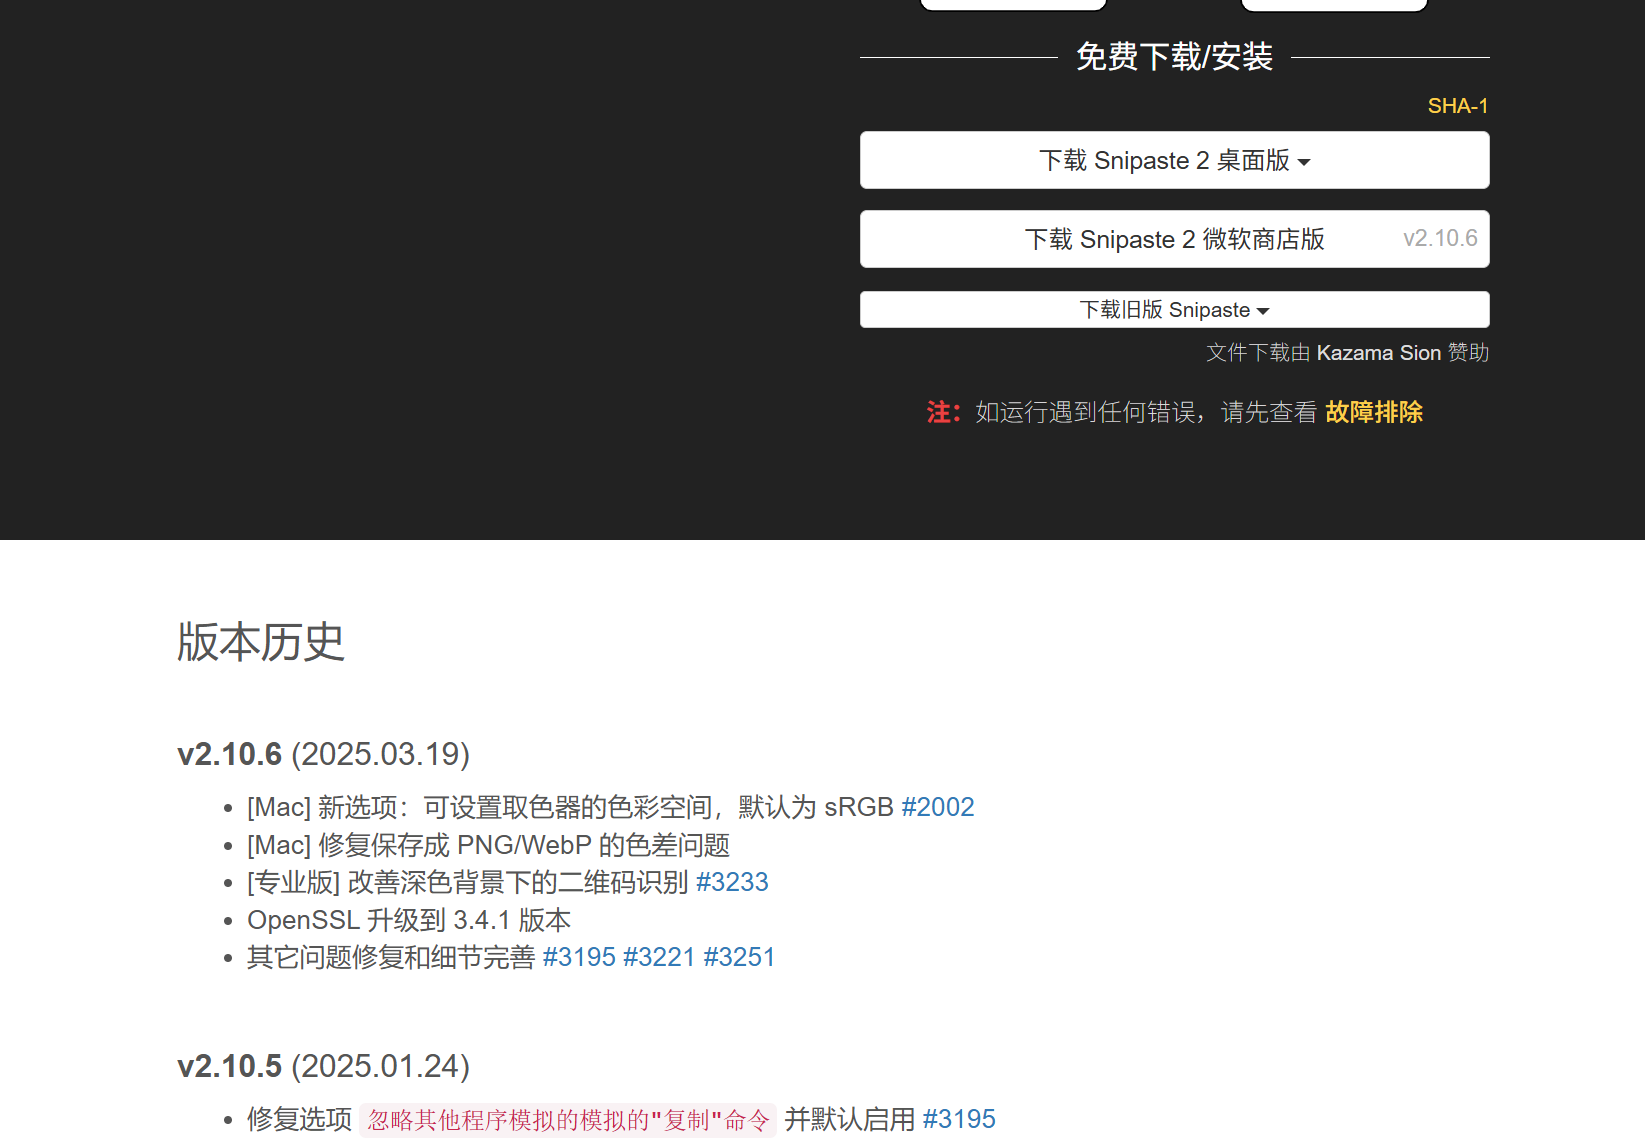 免费下载/安装
SHA-1
下载 Snipaste 2 桌面版
下载 Snipaste 2 微软商店版 v2.10.6
下载旧版 Snipaste
文件下载由 Kazama Sion 赞助
注：如运行遇到任何错误，请先查看 故障排除
版本历史
v2.10.6 (2025.03.19)
[Mac] 新选项：可设置取色器的色彩空间，默认为 sRGB #2002
[Mac] 修复保存成 PNG/WebP 的色差问题
[专业版] 改善深色背景下的二维码识别 #3233
OpenSSL 升级到 3.4.1 版本
其它问题修复和细节完善 #3195 #3221 #3251
v2.10.5 (2025.01.24)
修复选项 忽略其他程序模拟的模拟的"复制"命令 并默认启用 #3195